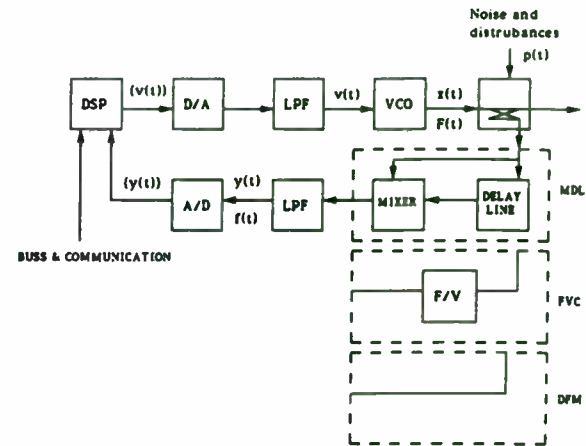 Noise and
distrubances
p(t)
(v(t))
v(t)
z(t)
DSP
D/A
LPF
VCO
F(t)
(y(t))
y(t)
A/D
f(t)
LPF
MIXER
DELAY
LINE
MDL
BUSS & COMMUNICATION
F/V
FVC
DFM